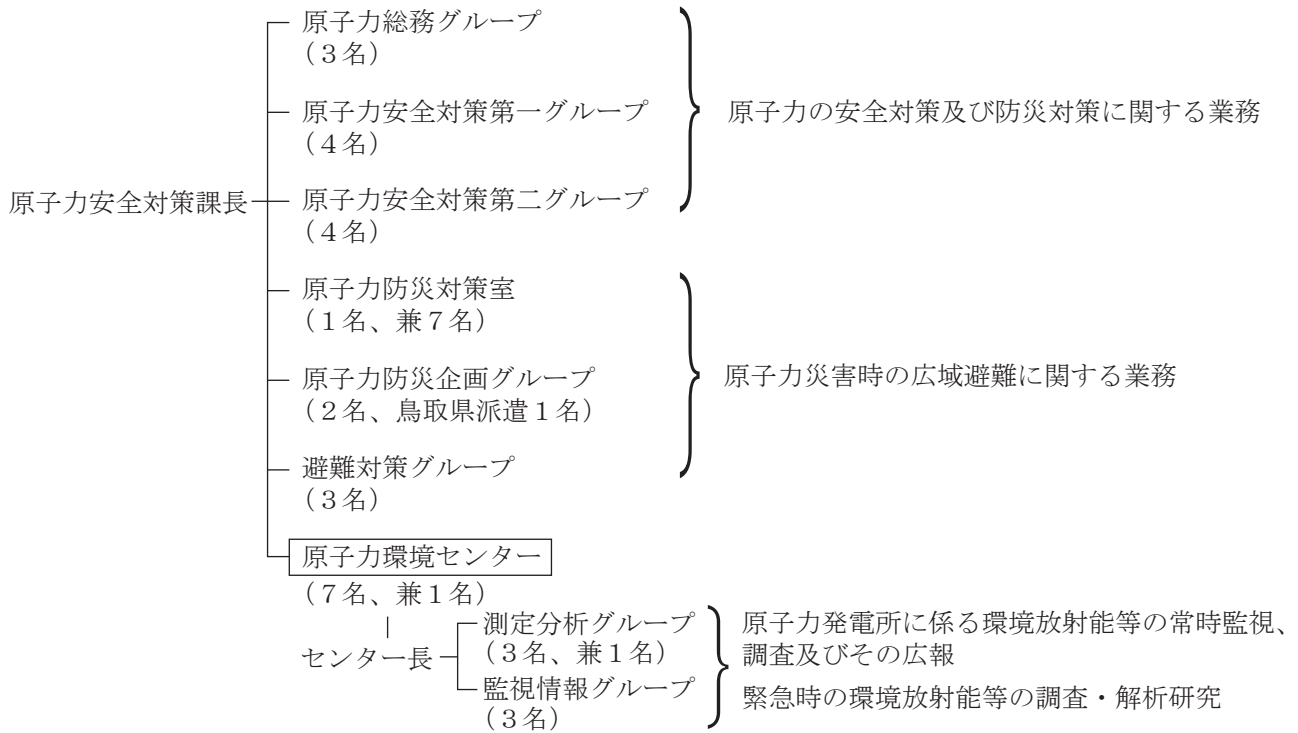 原子力総務グループ
（３名）
原子力安全対策第一グループ
（４名）
原子力の安全対策及び防災対策に関する業務
原子力安全対策課長
原子力安全対策第二グループ
（４名）
原子力防災対策室
（１名、兼７名）
原子力防災企画グループ
（２名、鳥取県派遣１名）
原子力災害時の広域避難に関する業務
避難対策グループ
（３名）
原子力環境センター
（７名、兼１名）
センター長
測定分析グループ
（３名、兼１名）
監視情報グループ
（３名）
原子力発電所に係る環境放射能等の常時監視、
調査及びその広報
緊急時の環境放射能等の調査・解析研究